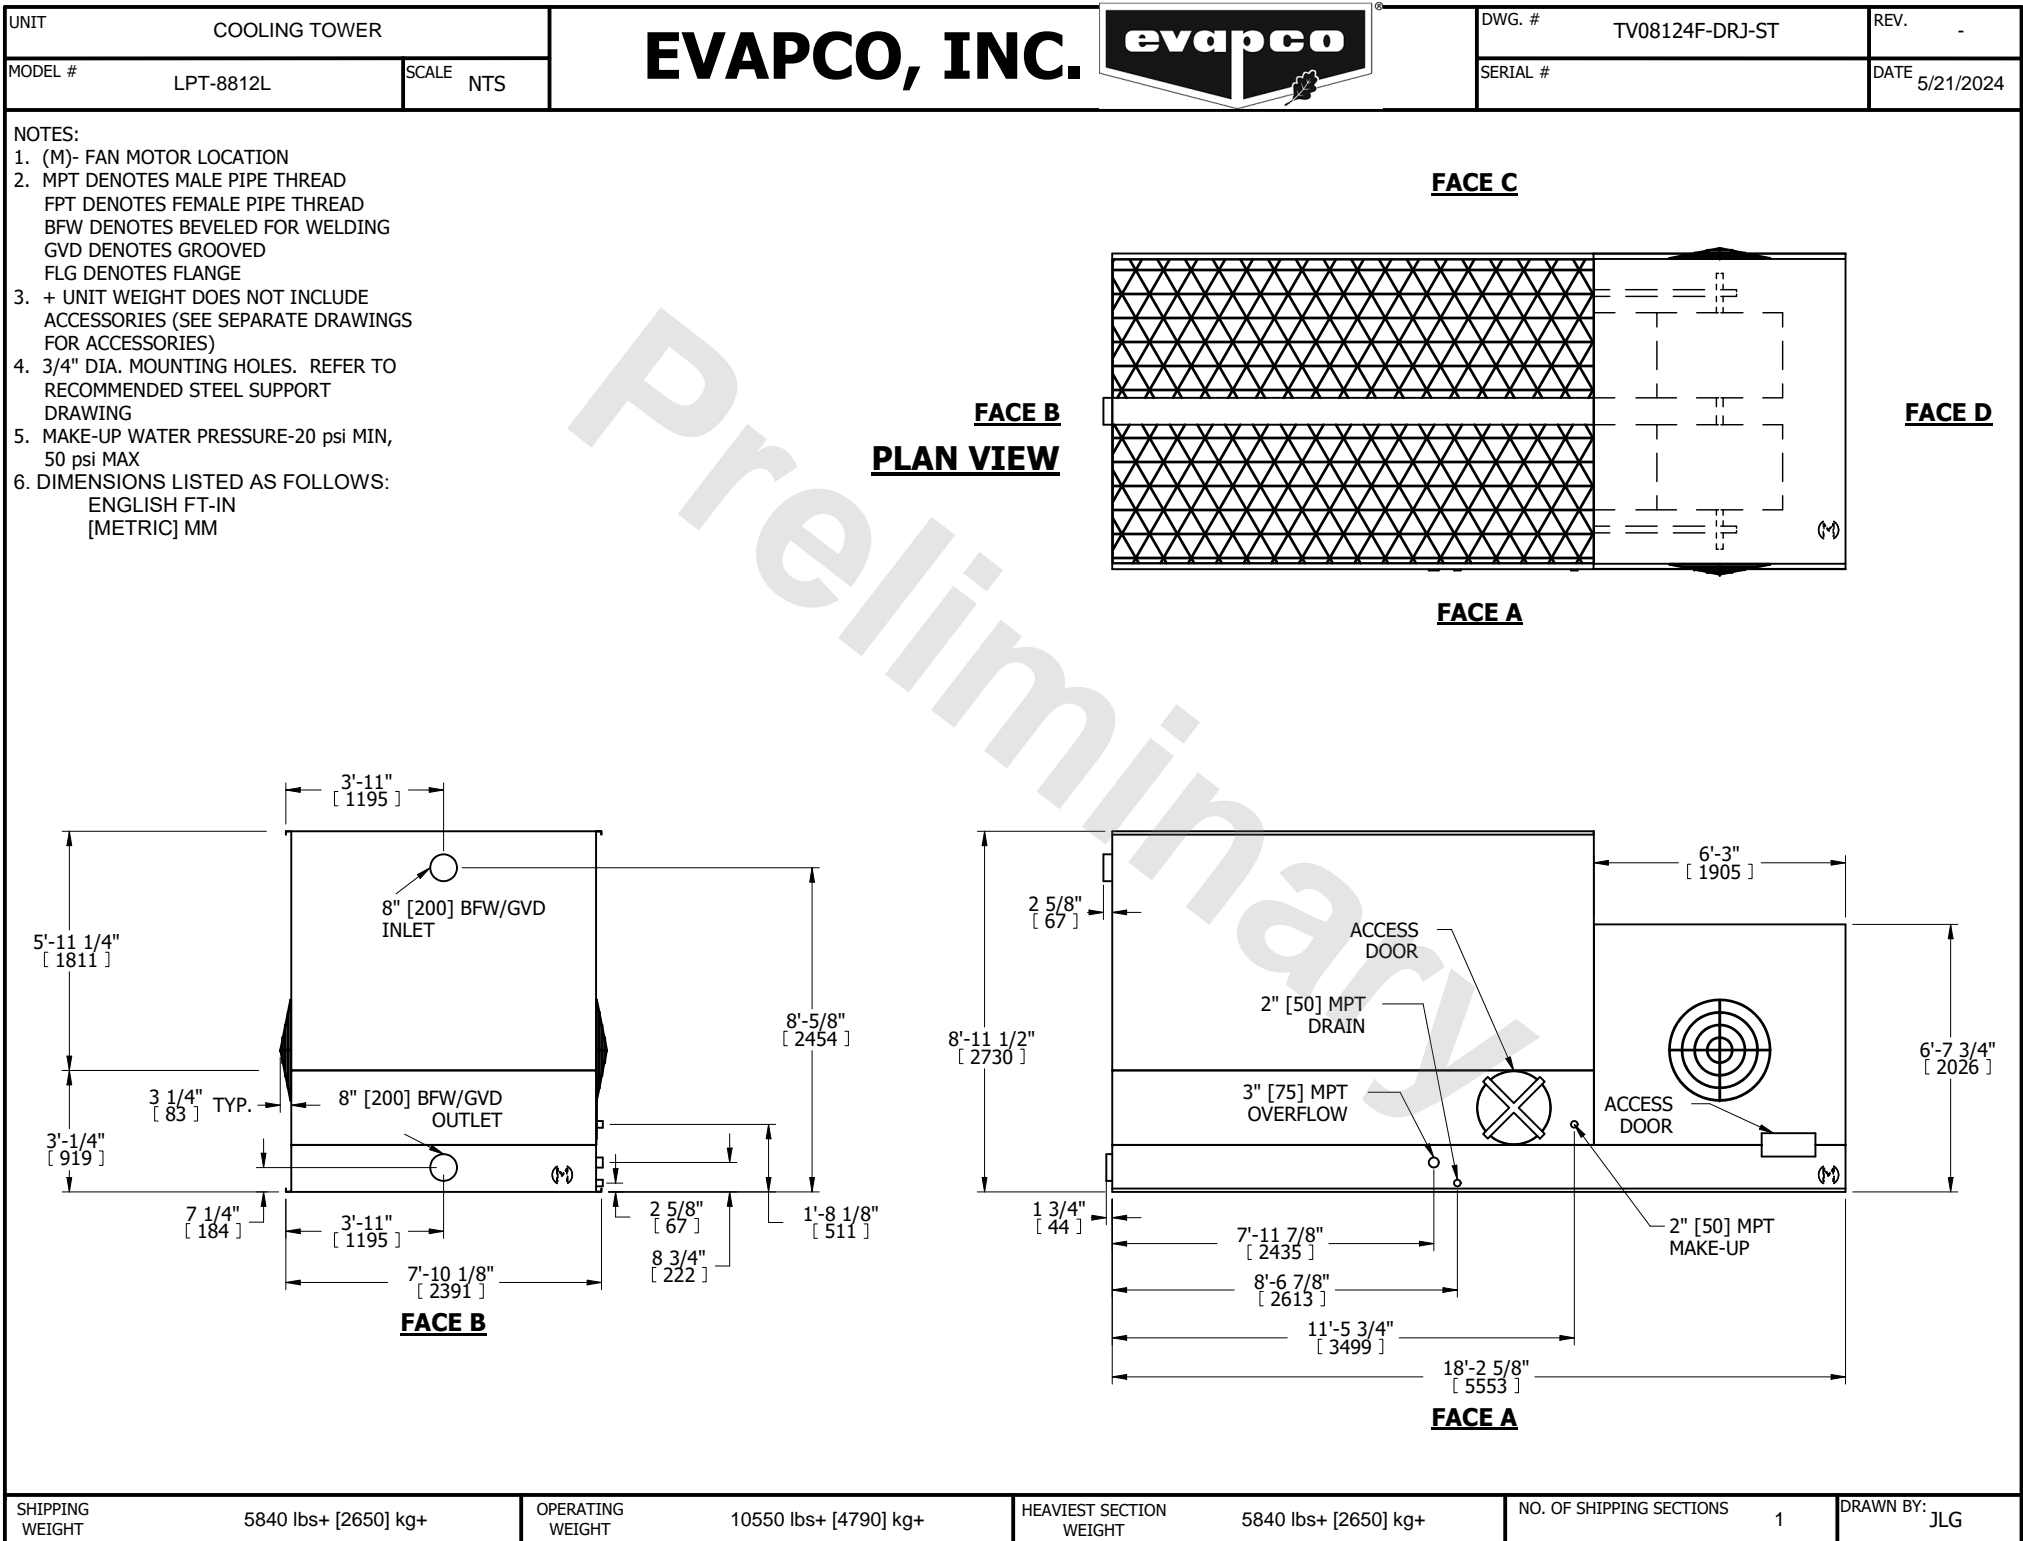 UNIT
COOLING TOWER
MODEL #
LPT-8812L
SCALE
NTS
EVAPCO, INC.
evapco
®
DWG. #
TV08124F-DRJ-ST
REV.
-
SERIAL #
DATE
5/21/2024
NOTES:
1. (M)- FAN MOTOR LOCATION
2. MPT DENOTES MALE PIPE THREAD
FPT DENOTES FEMALE PIPE THREAD
BFW DENOTES BEVELED FOR WELDING
GVD DENOTES GROOVED
FLG DENOTES FLANGE
3. + UNIT WEIGHT DOES NOT INCLUDE
ACCESSORIES (SEE SEPARATE DRAWINGS
FOR ACCESSORIES)
4. 3/4" DIA. MOUNTING HOLES. REFER TO
RECOMMENDED STEEL SUPPORT
DRAWING
5. MAKE-UP WATER PRESSURE-20 psi MIN,
50 psi MAX
6. DIMENSIONS LISTED AS FOLLOWS:
ENGLISH FT-IN
[METRIC] MM
Preliminary
FACE C
FACE B
PLAN VIEW
FACE D
(M)
FACE A
3'-11"
[ 1195 ]
8" [200] BFW/GVD
INLET
5'-11 1/4"
[ 1811 ]
8'-5/8"
[ 2454 ]
3 1/4"
[ 83 ]
TYP.
8" [200] BFW/GVD
OUTLET
3'-1/4"
[ 919 ]
(M)
7 1/4"
[ 184 ]
3'-11"
[ 1195 ]
2 5/8"
[ 67 ]
1'-8 1/8"
[ 511 ]
8 3/4"
[ 222 ]
7'-10 1/8"
[ 2391 ]
FACE B
6'-3"
[ 1905 ]
2 5/8"
[ 67 ]
ACCESS
DOOR
2" [50] MPT
DRAIN
8'-11 1/2"
[ 2730 ]
6'-7 3/4"
[ 2026 ]
3" [75] MPT
OVERFLOW
ACCESS
DOOR
(M)
1 3/4"
[ 44 ]
2" [50] MPT
MAKE-UP
7'-11 7/8"
[ 2435 ]
8'-6 7/8"
[ 2613 ]
11'-5 3/4"
[ 3499 ]
18'-2 5/8"
[ 5553 ]
FACE A
SHIPPING
WEIGHT
5840 lbs+ [2650] kg+
OPERATING
WEIGHT
10550 lbs+ [4790] kg+
HEAVIEST SECTION
WEIGHT
5840 lbs+ [2650] kg+
NO. OF SHIPPING SECTIONS
1
DRAWN BY:
JLG